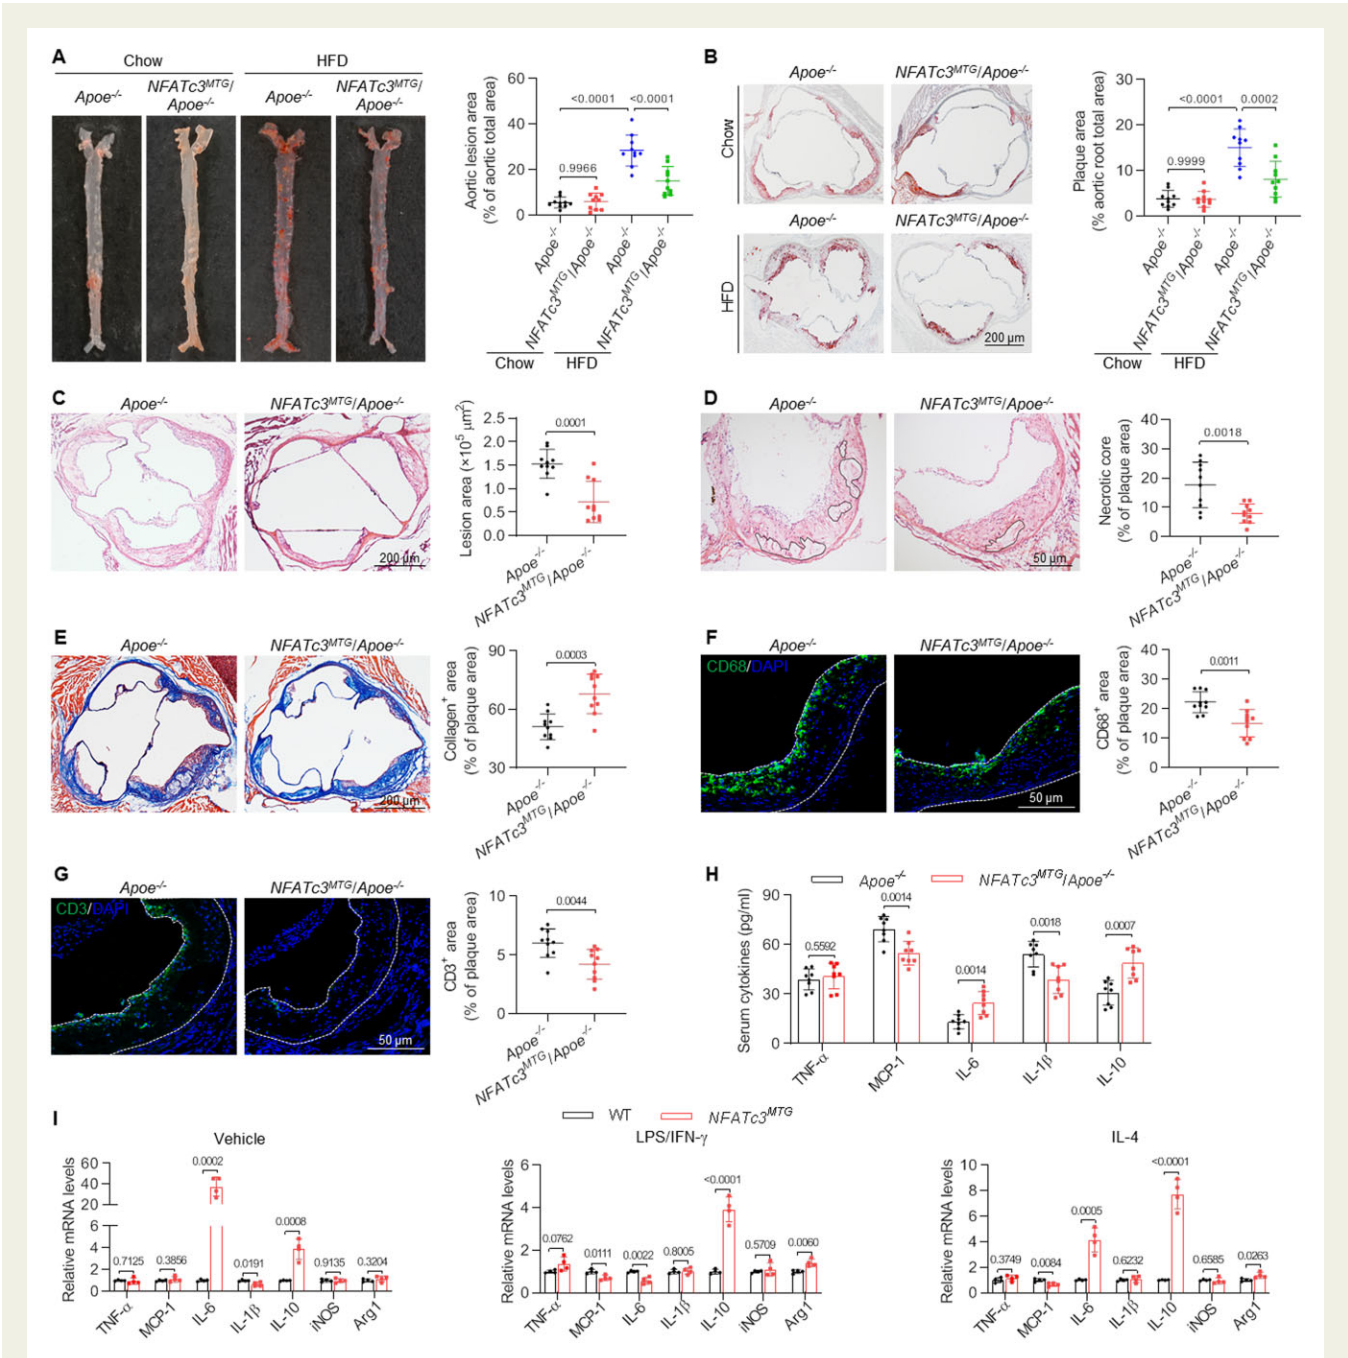 A
Chow
HFD
Apoe-/-
NFATc3MTG/
Apoe-/-
Apoe-/-
NFATc3MTG/
Apoe-/-
Aortic lesion area
(% of aortic total area)
60
40
20
0
<0.0001
<0.0001
0.9966
Apoe-/-
NFATc3MTG/Apoe-/-
Apoe-/-
NFATc3MTG/Apoe-/-
Chow
HFD
B
Apoe-/-
NFATc3MTG/Apoe-/-
Chow
HFD
200 µm
Plaque area
(% aortic root total area)
30
20
10
0
<0.0001
0.0002
0.9999
Apoe-/-
NFATc3MTG/Apoe-/-
Apoe-/-
NFATc3MTG/Apoe-/-
Chow
HFD
C
Apoe-/-
NFATc3MTG/Apoe-/-
200 µm
Lesion area (×10⁵ µm²)
2.5
2.0
1.5
1.0
0.5
0.0
0.0001
Apoe-/-
NFATc3MTG/Apoe-/-
D
Apoe-/-
NFATc3MTG/Apoe-/-
50 µm
Necrotic core
(% of plaque area)
40
30
20
10
0
0.0018
Apoe-/-
NFATc3MTG/Apoe-/-
E
Apoe-/-
NFATc3MTG/Apoe-/-
200 µm
Collagen+ area
(% of plaque area)
90
60
30
0.0003
Apoe-/-
NFATc3MTG/Apoe-/-
F
Apoe-/-
NFATc3MTG/Apoe-/-
CD68/DAPI
50 µm
CD68+ area
(% of plaque area)
40
30
20
10
0
0.0011
Apoe-/-
NFATc3MTG/Apoe-/-
G
Apoe-/-
NFATc3MTG/Apoe-/-
CD3/DAPI
50 µm
CD3+ area
(% of plaque area)
10
5
0
0.0044
Apoe-/-
NFATc3MTG/Apoe-/-
H
Apoe-/-
NFATc3MTG/Apoe-/-
Serum cytokines (pg/ml)
90
60
30
0
0.5592
0.0014
0.0014
0.0018
0.0007
TNF-α
MCP-1
IL-6
IL-1β
IL-10
I
WT
NFATc3MTG
Vehicle
Relative mRNA levels
60
40
20
6
4
2
0
0.7125
0.3856
0.0002
0.0191
0.0008
0.9135
0.3204
TNF-α
MCP-1
IL-6
IL-1β
IL-10
iNOS
Arg1
LPS/IFN-γ
Relative mRNA levels
6
4
2
0
0.0762
0.0111
0.0022
0.8005
<0.0001
0.5709
0.0060
TNF-α
MCP-1
IL-6
IL-1β
IL-10
iNOS
Arg1
IL-4
Relative mRNA levels
10
8
6
4
2
0
0.3749
0.0084
0.0005
0.6232
<0.0001
0.6585
0.0263
TNF-α
MCP-1
IL-6
IL-1β
IL-10
iNOS
Arg1